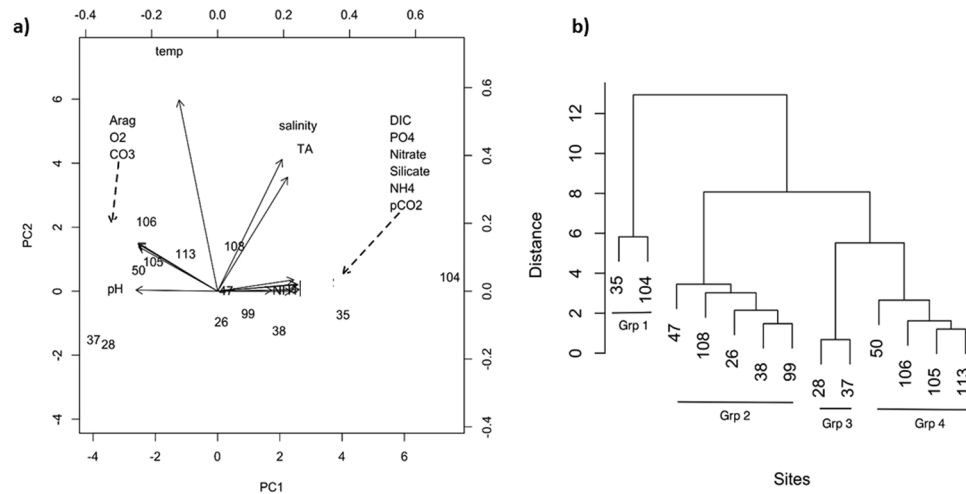 a)
-0.4 -0.2 0.0 0.2 0.4 0.6
temp
6
0.6
Arag
O2
CO3
salinity
TA
DIC
PO4
Nitrate
Silicate
NH4
pCO2
4
0.4
PC2
2
0.2
106
108
113
105
50
104
0
0.0
pH
47
NH4
26
99
38
35
37
28
-2
-0.2
-4
-0.4
-4 -2 0 2 4 6
PC1
b)
Distance
12
10
8
6
4
2
0
35 104
Grp 1
47 108 26 38 99
Grp 2
28 37
Grp 3
50 106 105 113
Grp 4
Sites